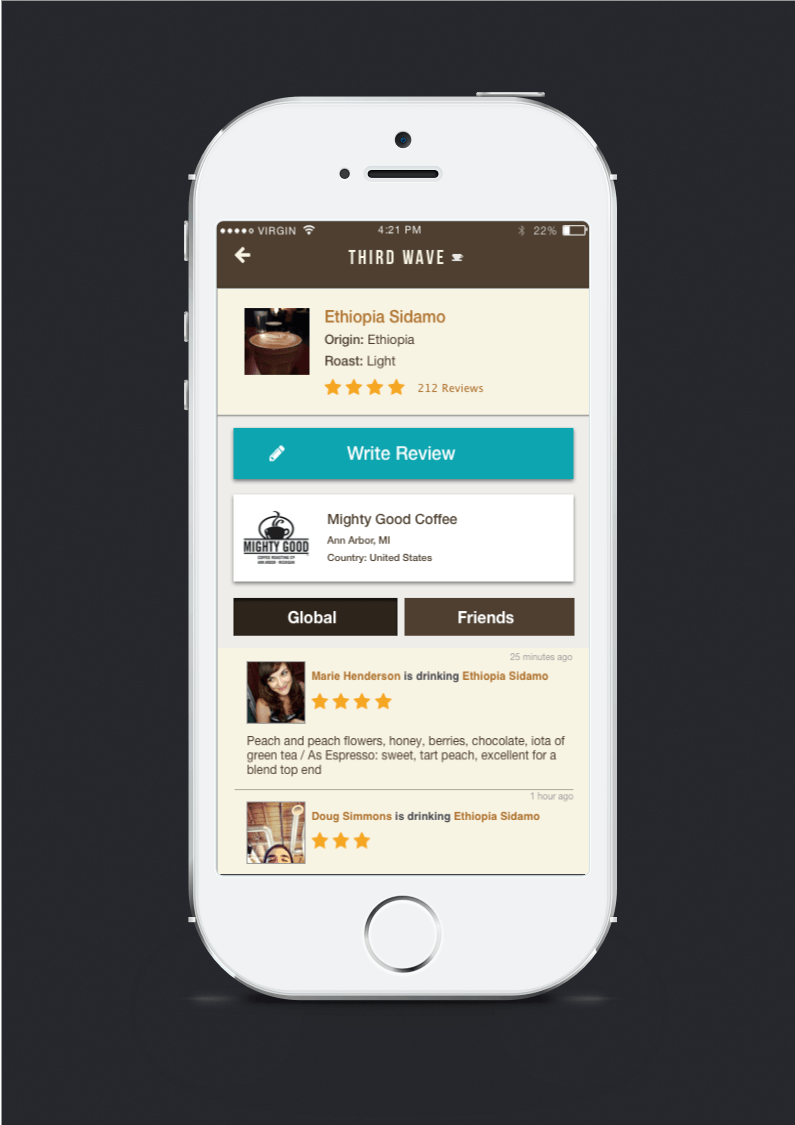 VIRGIN 4:21 PM 22%
THIRD WAVE
Ethiopia Sidamo
Origin: Ethiopia
Roast: Light
212 Reviews
Write Review
MIGHTY GOOD
COFFEE ROASTING CO
ANN ARBOR MICHIGAN
Mighty Good Coffee
Ann Arbor, MI
Country: United States
Global
Friends
25 minutes ago
Marie Henderson is drinking Ethiopia Sidamo
Peach and peach flowers, honey, berries, chocolate, iota of
green tea / As Espresso: sweet, tart peach, excellent for a
blend top end
1 hour ago
Doug Simmons is drinking Ethiopia Sidamo